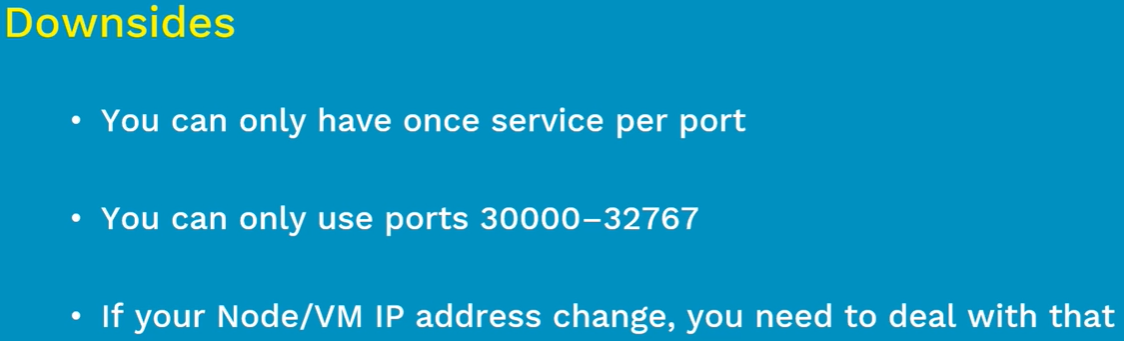 Downsides
• You can only have once service per port
• You can only use ports 30000–32767
• If your Node/VM IP address change, you need to deal with that